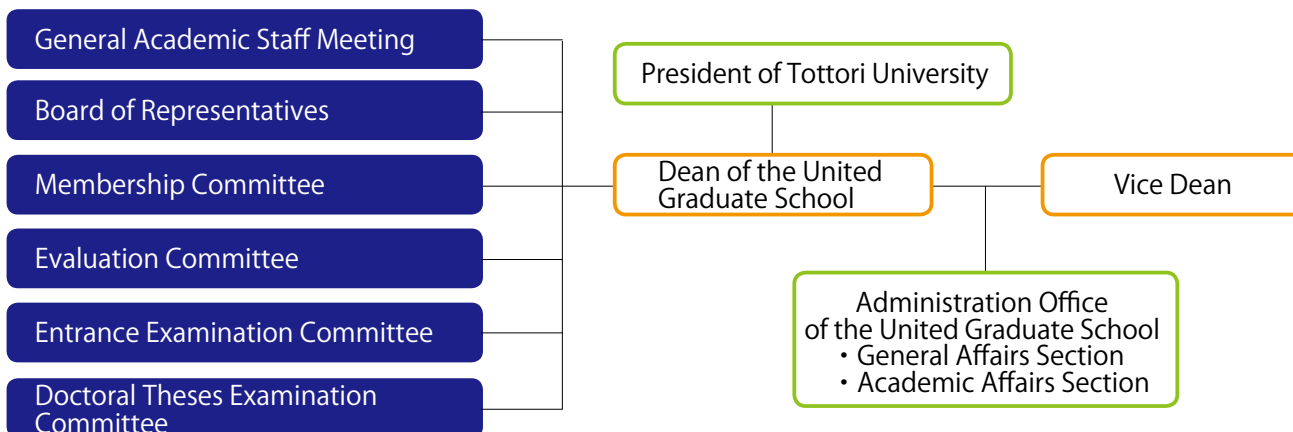 General Academic Staff Meeting
Board of Representatives
Membership Committee
Evaluation Committee
Entrance Examination Committee
Doctoral Theses Examination
Committee
President of Tottori University
Dean of the United
Graduate School
Vice Dean
Administration Office
of the United Graduate School
・General Affairs Section
・Academic Affairs Section